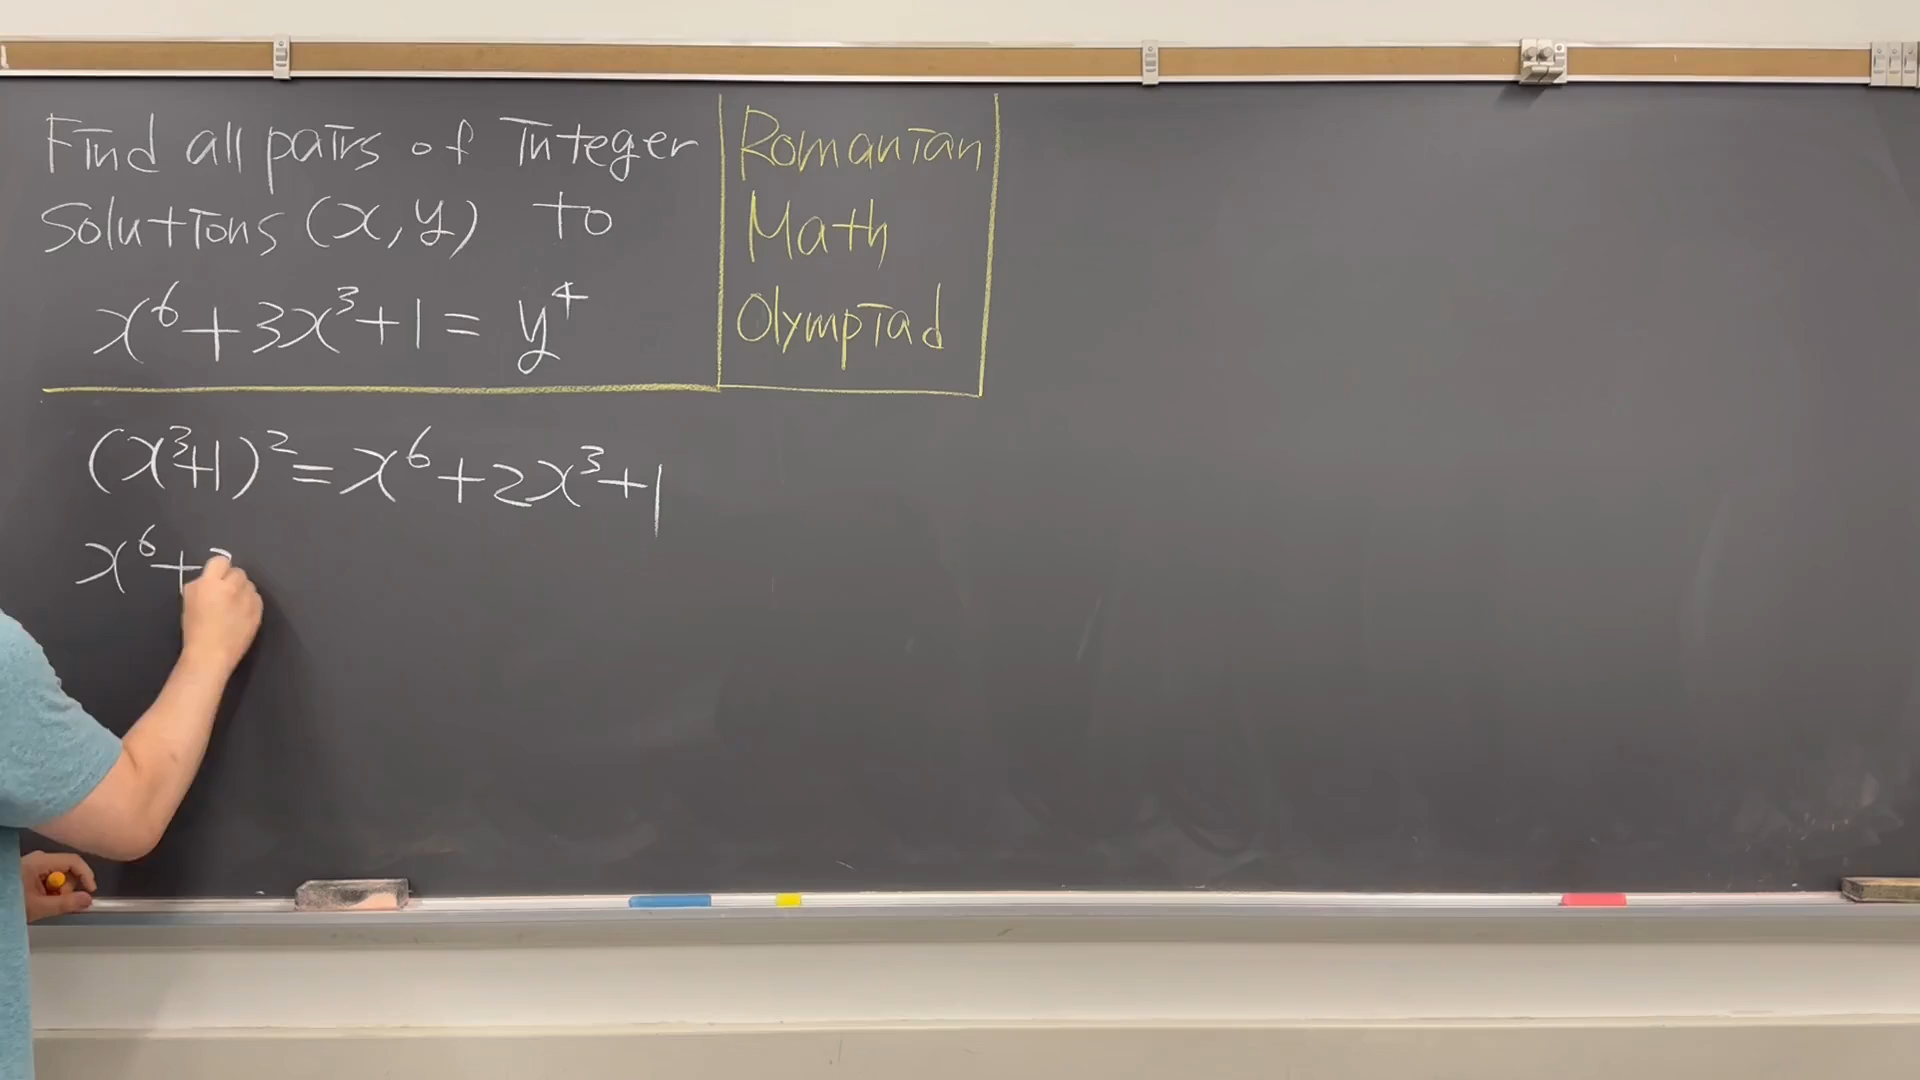 Find all pairs of Integer
Solutions (x, y) to
x⁶+3x³+1 = y⁴
Romanian
Math
Olympiad
(x³+1)² = x⁶+2x³+1
x⁶+